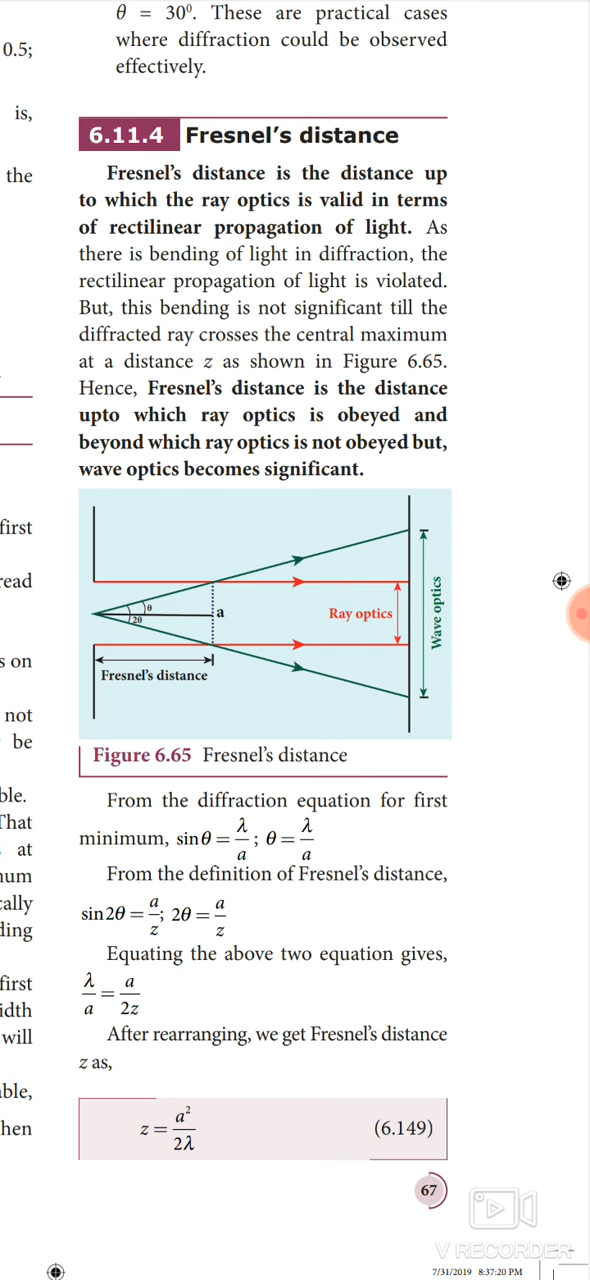 θ = 30⁰. These are practical cases
where diffraction could be observed
effectively.
0.5;
is,
the
6.11.4 Fresnel's distance
Fresnel's distance is the distance up
to which the ray optics is valid in terms
of rectilinear propagation of light. As
there is bending of light in diffraction, the
rectilinear propagation of light is violated.
But, this bending is not significant till the
diffracted ray crosses the central maximum
at a distance z as shown in Figure 6.65.
Hence, Fresnel's distance is the distance
upto which ray optics is obeyed and
beyond which ray optics is not obeyed but,
wave optics becomes significant.
first
read
s on
not
be
θ
2θ
a
Ray optics
Wave optics
Fresnel's distance
Figure 6.65 Fresnel's distance
ble.
That
at
num
cally
ding
first
idth
will
able,
hen
From the diffraction equation for first
minimum, sinθ = λ/a; θ = λ/a
From the definition of Fresnel's distance,
sin2θ = a/z; 2θ = a/z
Equating the above two equation gives,
λ/a = a/2z
After rearranging, we get Fresnel's distance
z as,
z = a²/2λ (6.149)
67
V RECORDER
7/31/2019 8:37:20 PM